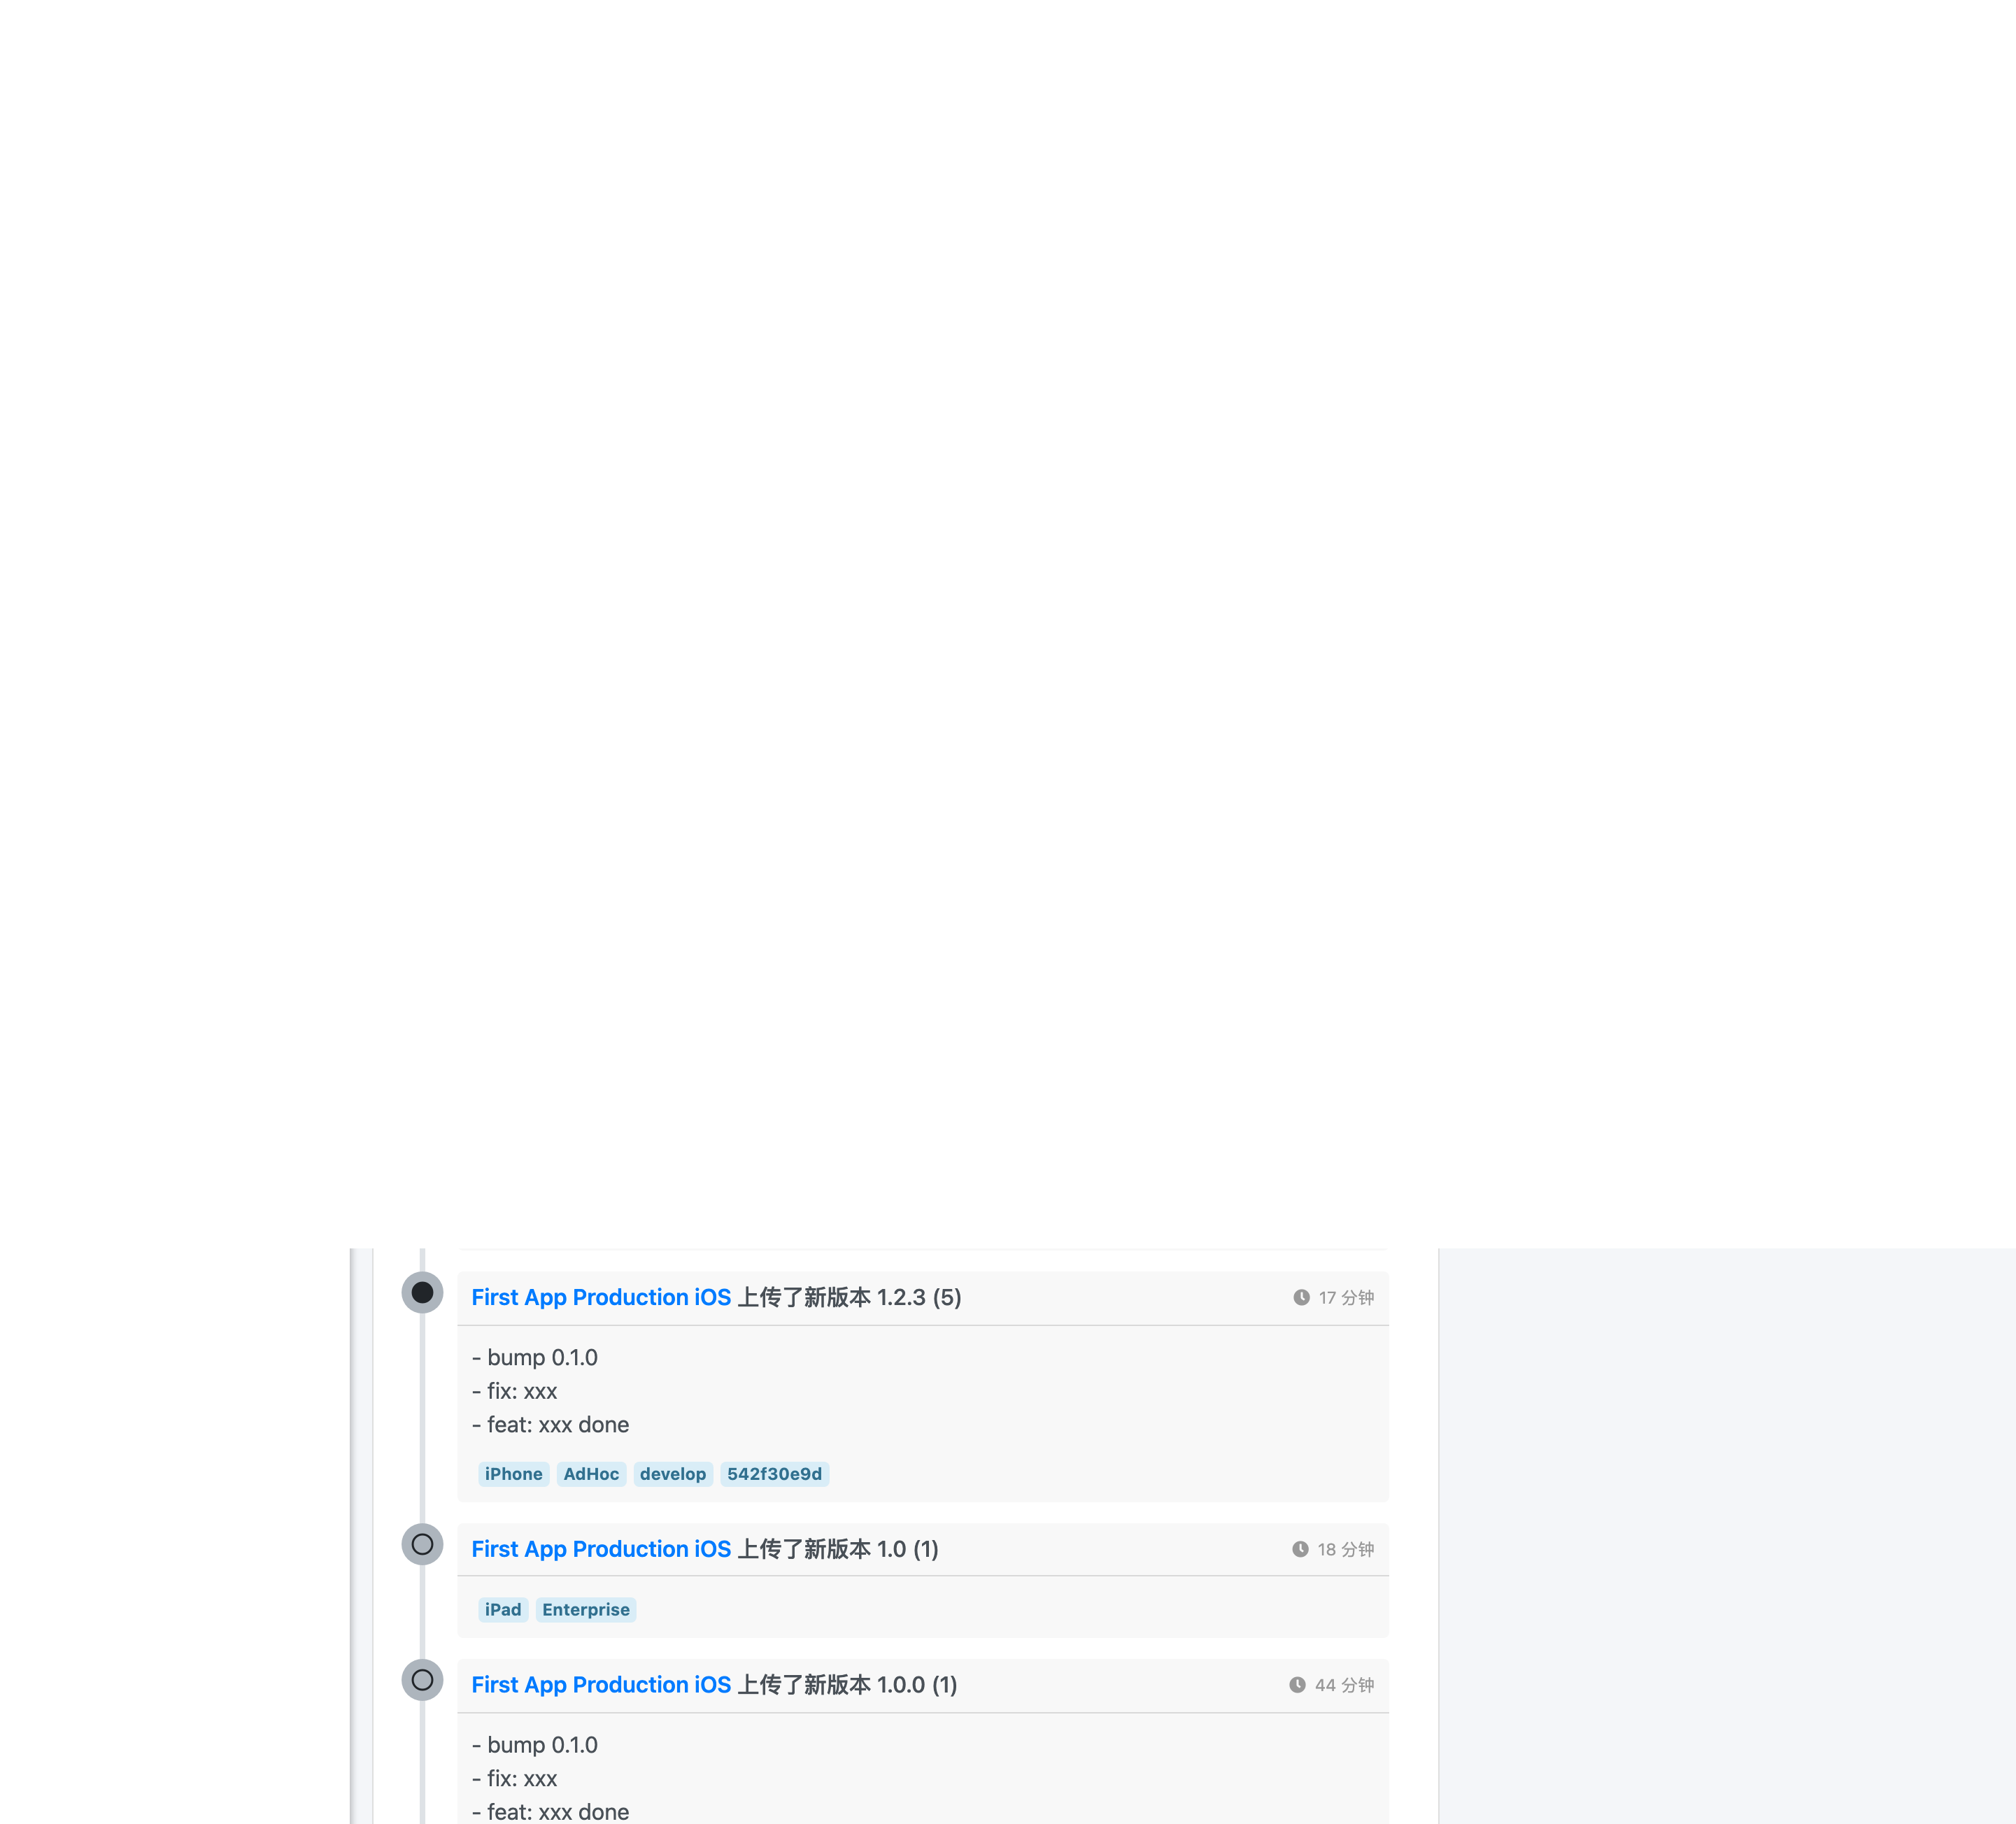 First App Production iOS 上传了新版本 1.2.3 (5) 17 分钟
- bump 0.1.0
- fix: xxx
- feat: xxx done
iPhone AdHoc develop 542f30e9d
First App Production iOS 上传了新版本 1.0 (1) 18 分钟
iPad Enterprise
First App Production iOS 上传了新版本 1.0.0 (1) 44 分钟
- bump 0.1.0
- fix: xxx
- feat: xxx done